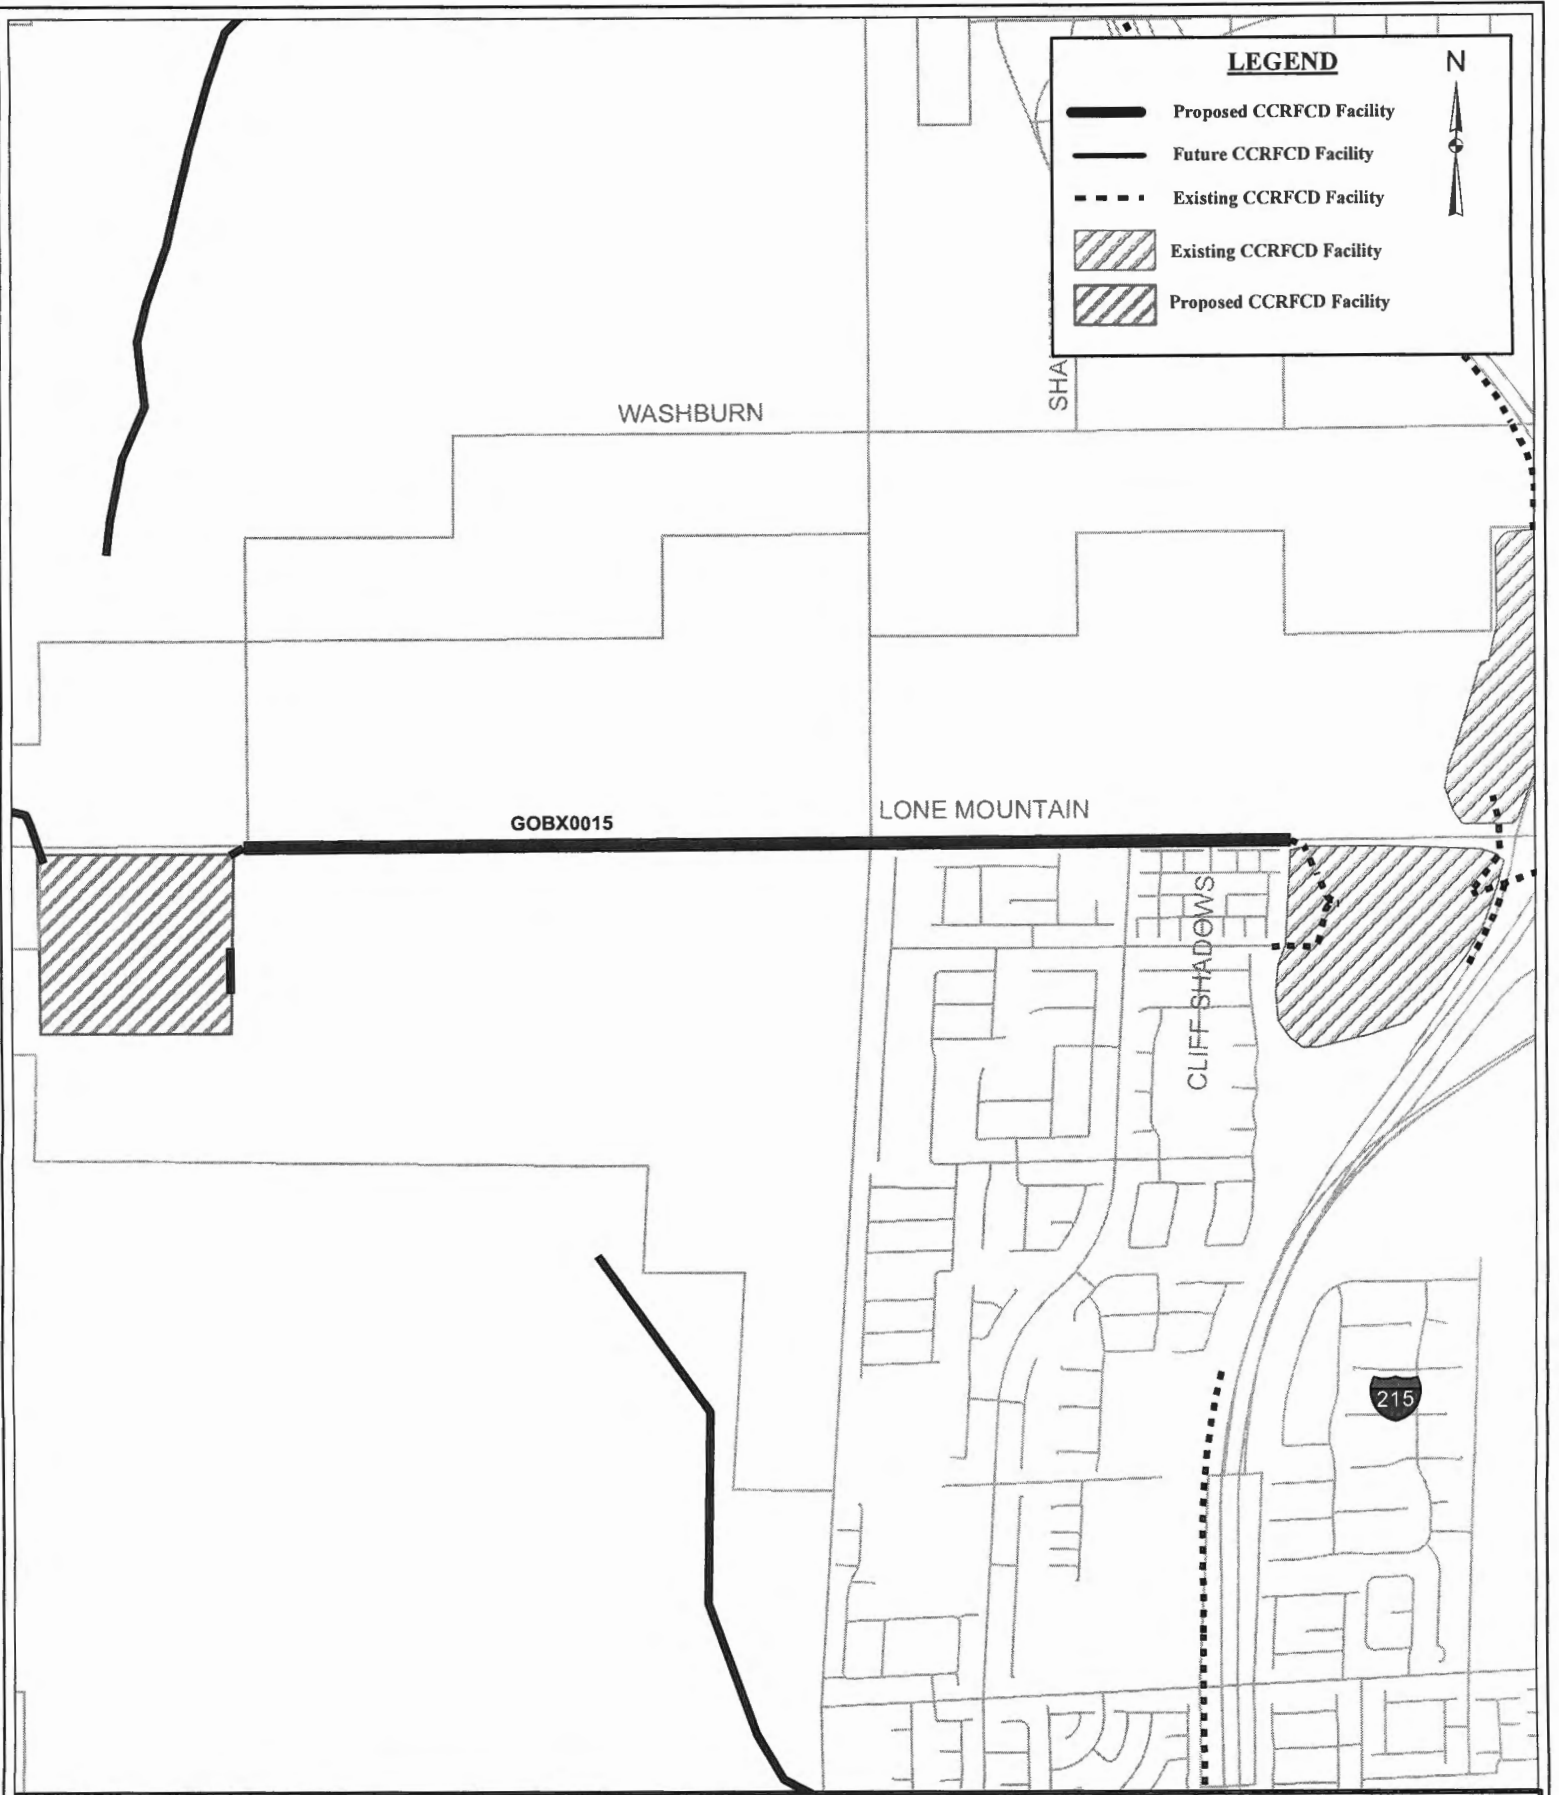 LEGEND
N
Proposed CCRFCD Facility
Future CCRFCD Facility
Existing CCRFCD Facility
Existing CCRFCD Facility
Proposed CCRFCD Facility
SHA
WASHBURN
GOBX0015
LONE MOUNTAIN
CLIFF SHADOWS
215